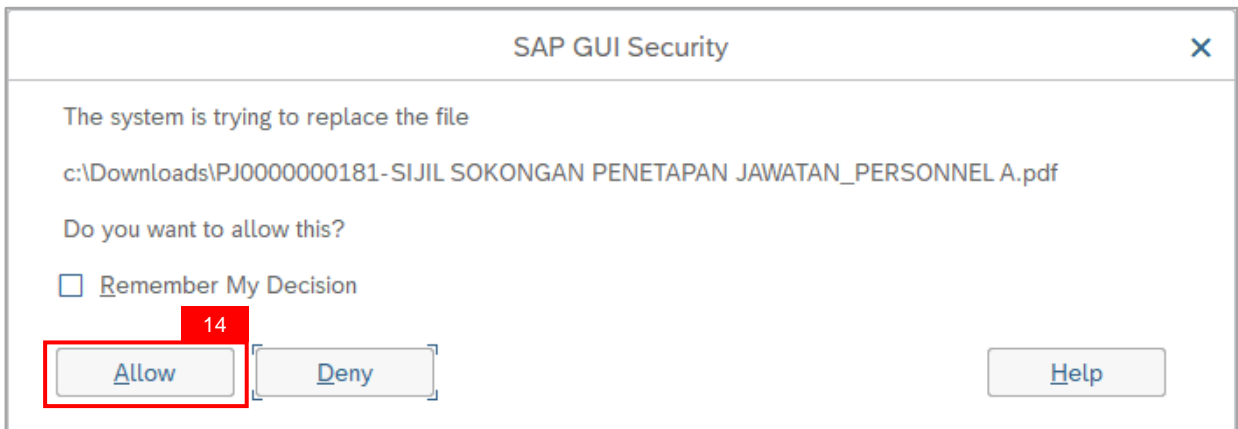 SAP GUI Security
The system is trying to replace the file
c:\Downloads\PJ0000000181-SIJIL SOKONGAN PENETAPAN JAWATAN_PERSONNEL A.pdf
Do you want to allow this?
Remember My Decision
14
Allow Deny Help